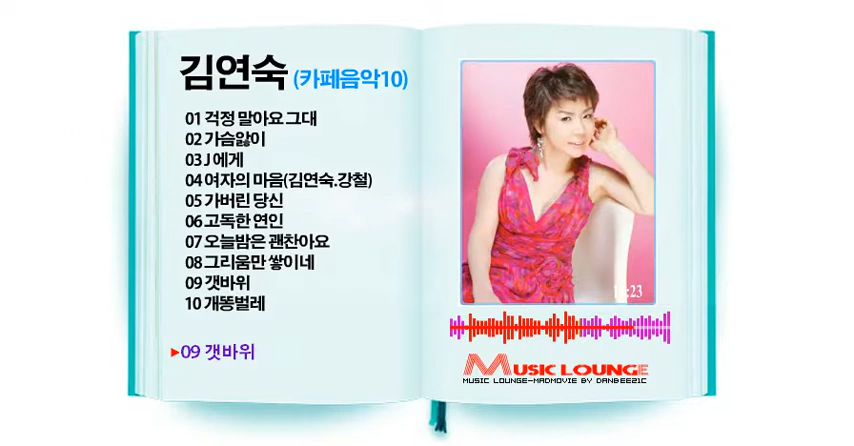 김연숙 (카페음악10)
01 걱정 말아요 그대
02 가슴앓이
03 J 에게
04 여자의 마음(김연숙.강철)
05 가버린 당신
06 고독한 연인
07 오늘밤은 괜찬아요
08 그리움만 쌓이네
09 갯바위
10 개똥벌레
▶09 갯바위
:23
MUSIC LOUNGE
MUSIC LOUNGE-MADMOVIE BY DANBEE21C